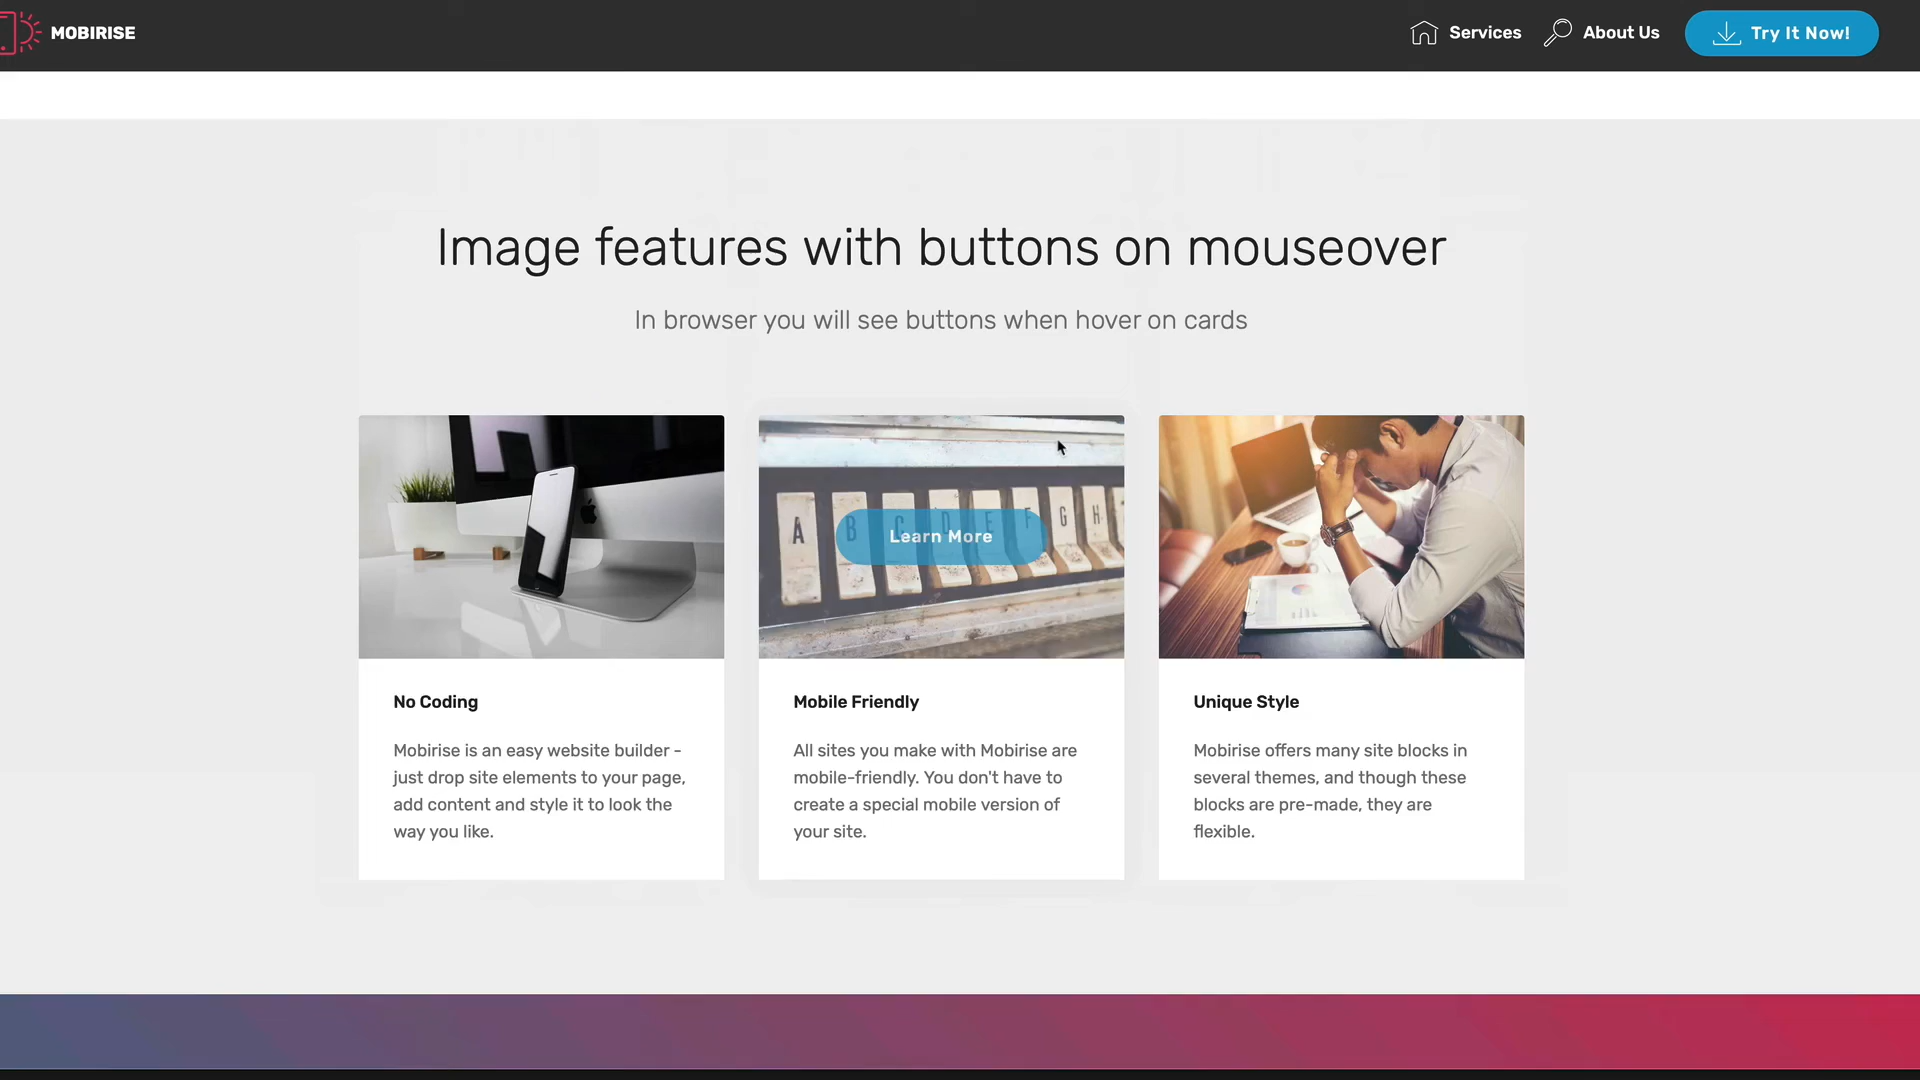 MOBIRISE
Services
About Us
Try It Now!
Image features with buttons on mouseover
In browser you will see buttons when hover on cards
A B C D E F G H
Learn More
No Coding
Mobirise is an easy website builder -
just drop site elements to your page,
add content and style it to look the
way you like.
Mobile Friendly
All sites you make with Mobirise are
mobile-friendly. You don't have to
create a special mobile version of
your site.
Unique Style
Mobirise offers many site blocks in
several themes, and though these
blocks are pre-made, they are
flexible.